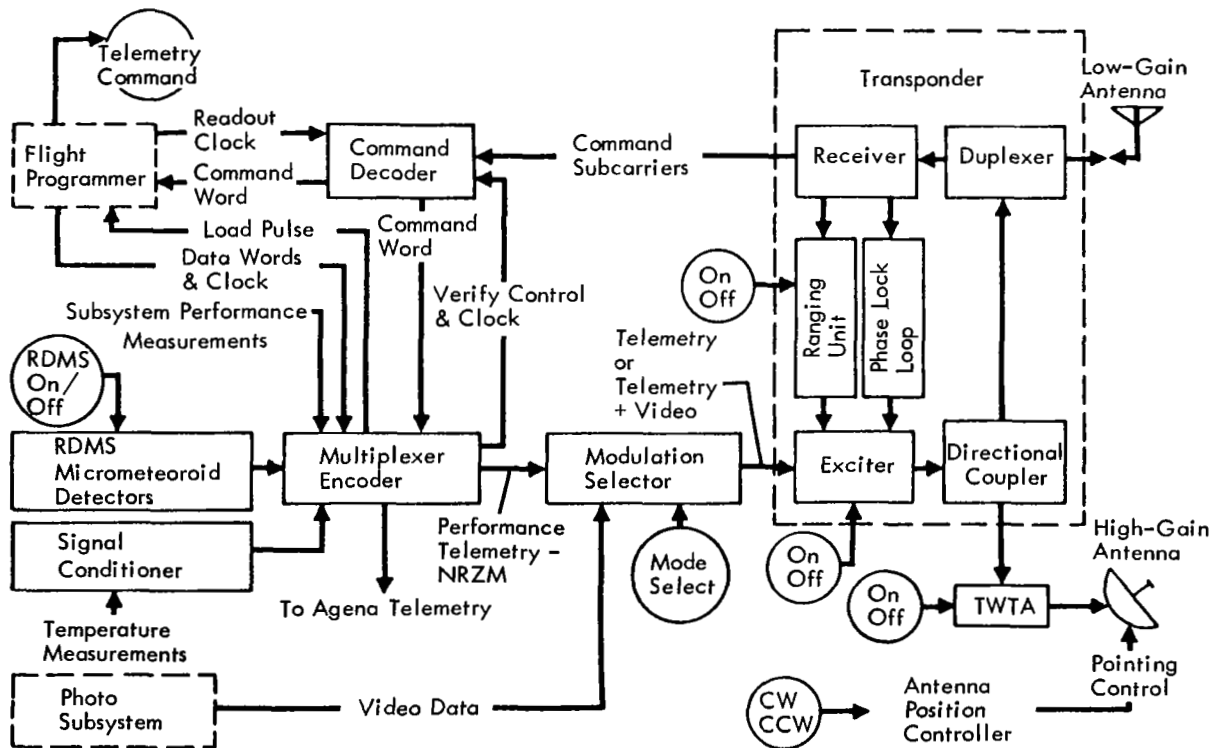 Telemetry
Command
Transponder
Low-Gain
Antenna
Flight
Programmer
Readout
Clock
Command
Word
Command
Decoder
Command
Subcarriers
Receiver
Duplexer
Load Pulse
Data Words
& Clock
Command
Word
Subsystem Performance
Measurements
Verify Control
& Clock
On
Off
Ranging
Unit
Phase Lock
Loop
Telemetry
or
Telemetry
+ Video
RDMS
On/
Off
RDMS
Micrometeoroid
Detectors
Multiplexer
Encoder
Modulation
Selector
Exciter
Directional
Coupler
Signal
Conditioner
Performance
Telemetry -
NRZM
Mode
Select
On
Off
High-Gain
Antenna
To Agena Telemetry
On
Off
TWTA
Temperature
Measurements
Photo
Subsystem
Video Data
CW
CCW
Antenna
Position
Controller
Pointing
Control